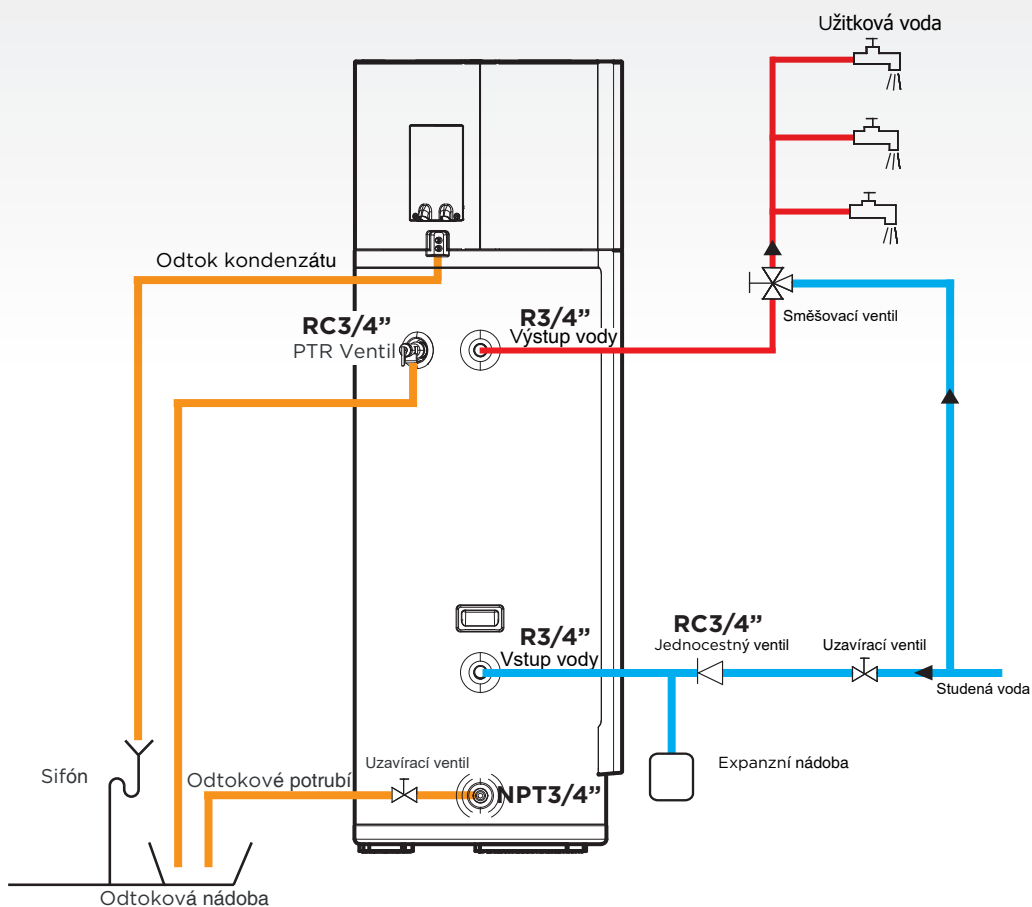 Užitková voda
Odtok kondenzátu
RC3/4”
PTR Ventil
R3/4”
Výstup vody
Směšovací ventil
R3/4”
Vstup vody
RC3/4”
Jednocestný ventil
Uzavírací ventil
Studená voda
Expanzní nádoba
Sifón
Odtokové potrubí
Uzavírací ventil
NPT3/4”
Odtoková nádoba